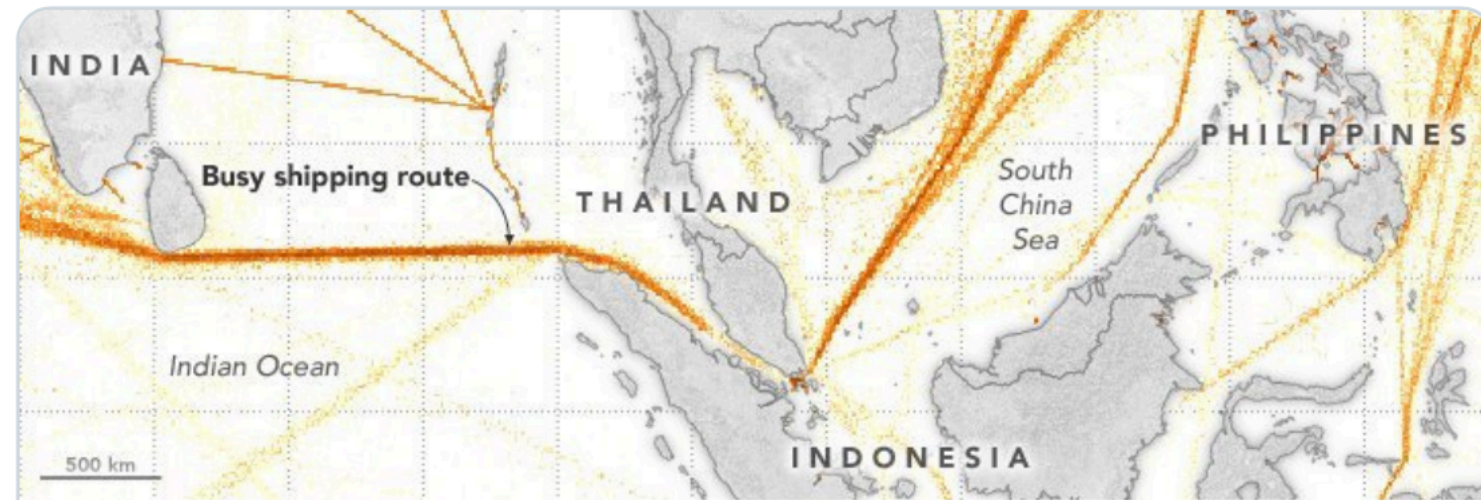 INDIA
Busy shipping route
THAILAND
PHILIPPINES
South
China
Sea
Indian Ocean
INDONESIA
500 km